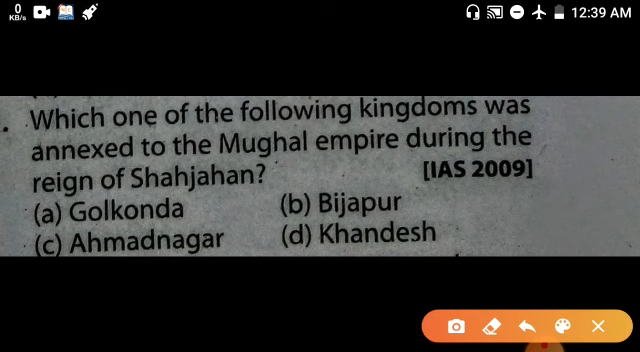 0
KB/s
12:39 AM
. Which one of the following kingdoms was
annexed to the Mughal empire during the
reign of Shahjahan? [IAS 2009]
(a) Golkonda (b) Bijapur
(c) Ahmadnagar (d) Khandesh